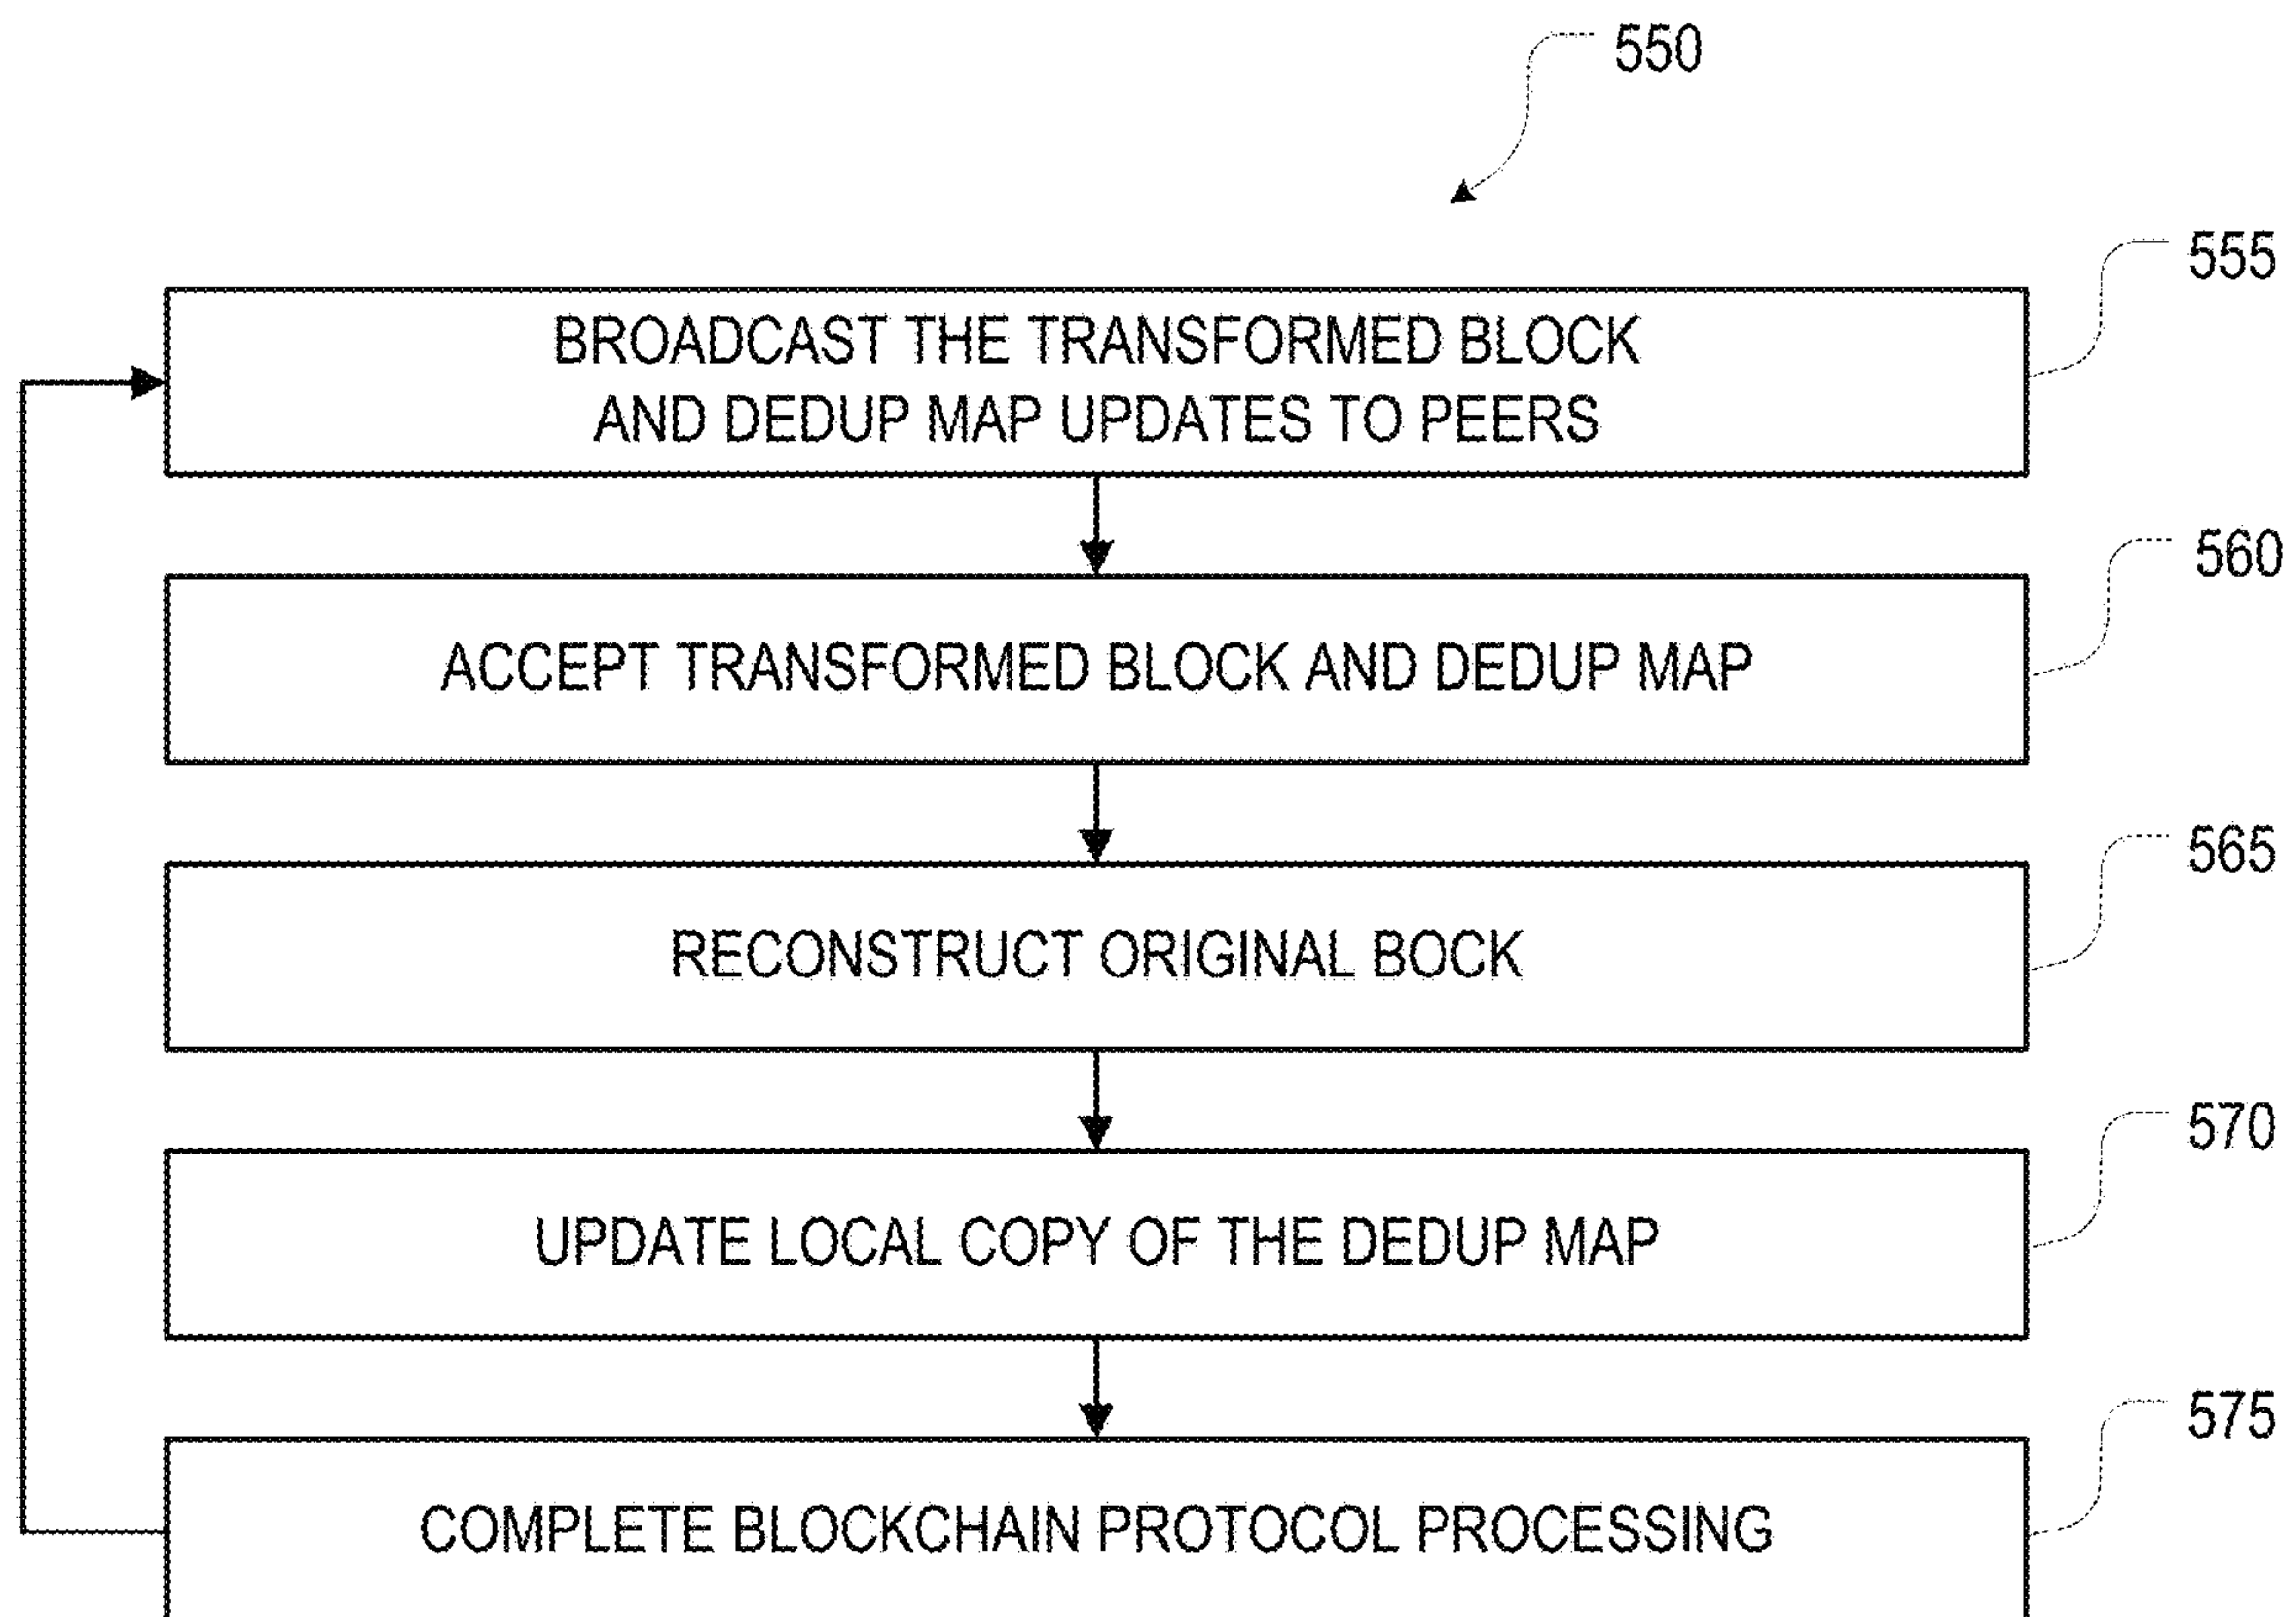 550
555
BROADCAST THE TRANSFORMED BLOCK
AND DEDUP MAP UPDATES TO PEERS
560
ACCEPT TRANSFORMED BLOCK AND DEDUP MAP
565
RECONSTRUCT ORIGINAL BOCK
570
UPDATE LOCAL COPY OF THE DEDUP MAP
575
COMPLETE BLOCKCHAIN PROTOCOL PROCESSING